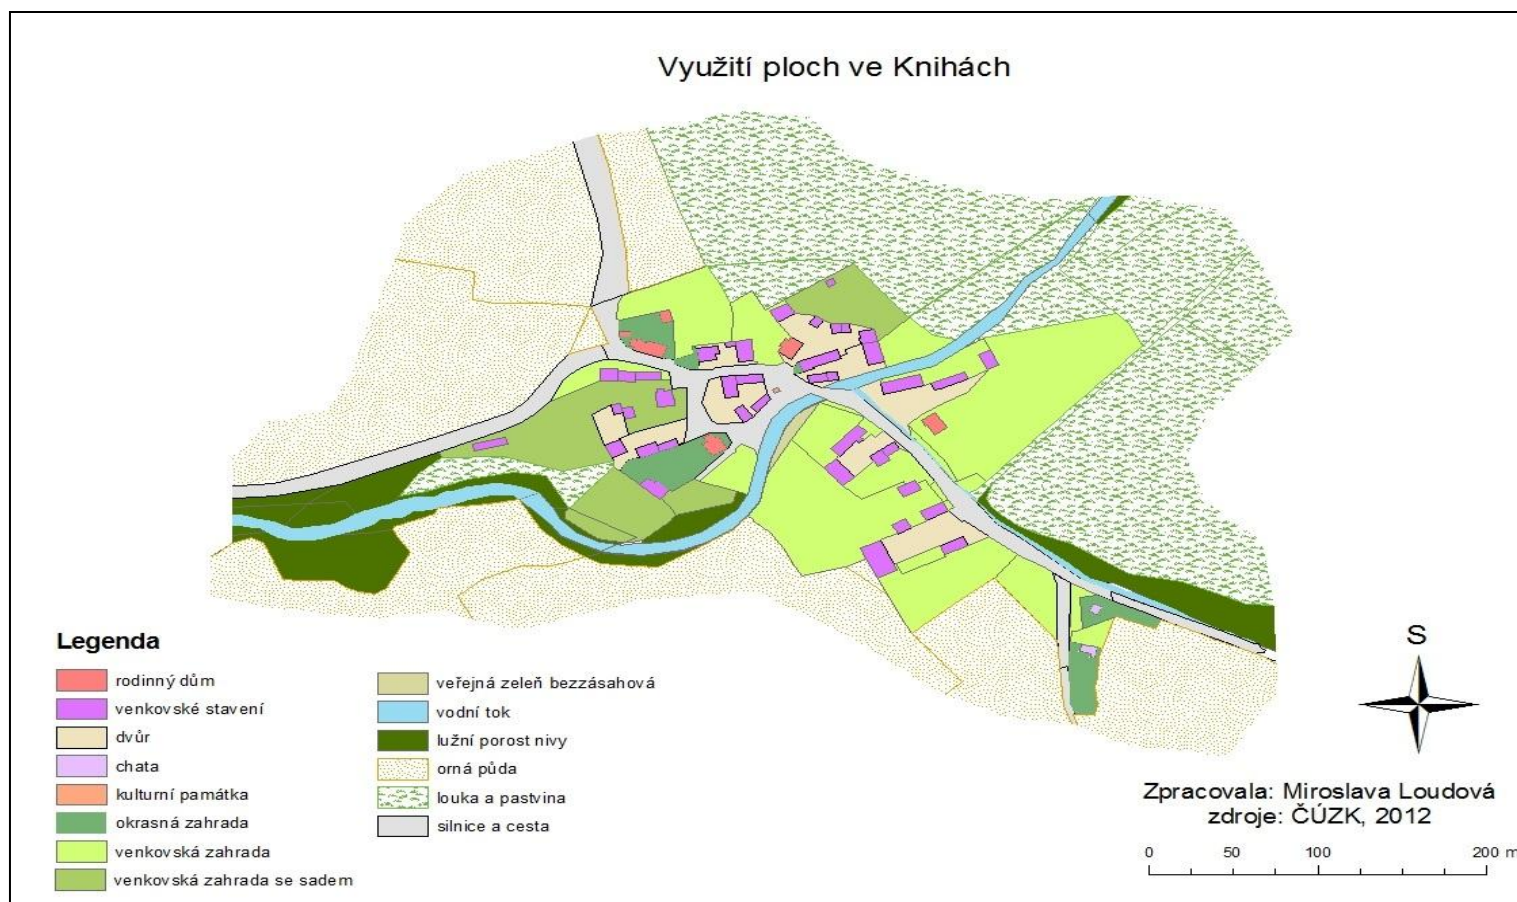 Využití ploch ve Knihách
Legenda
rodinný dům
venkovské stavení
dvůr
chata
kulturní památka
okrasná zahrada
venkovská zahrada
venkovská zahrada se sadem
veřejná zeleň bezzásahová
vodní tok
lužní porost nivy
orná půda
louka a pastvina
silnice a cesta
S
Zpracovala: Miroslava Loudová
zdroje: ČÚZK, 2012
0 50 100 200 m